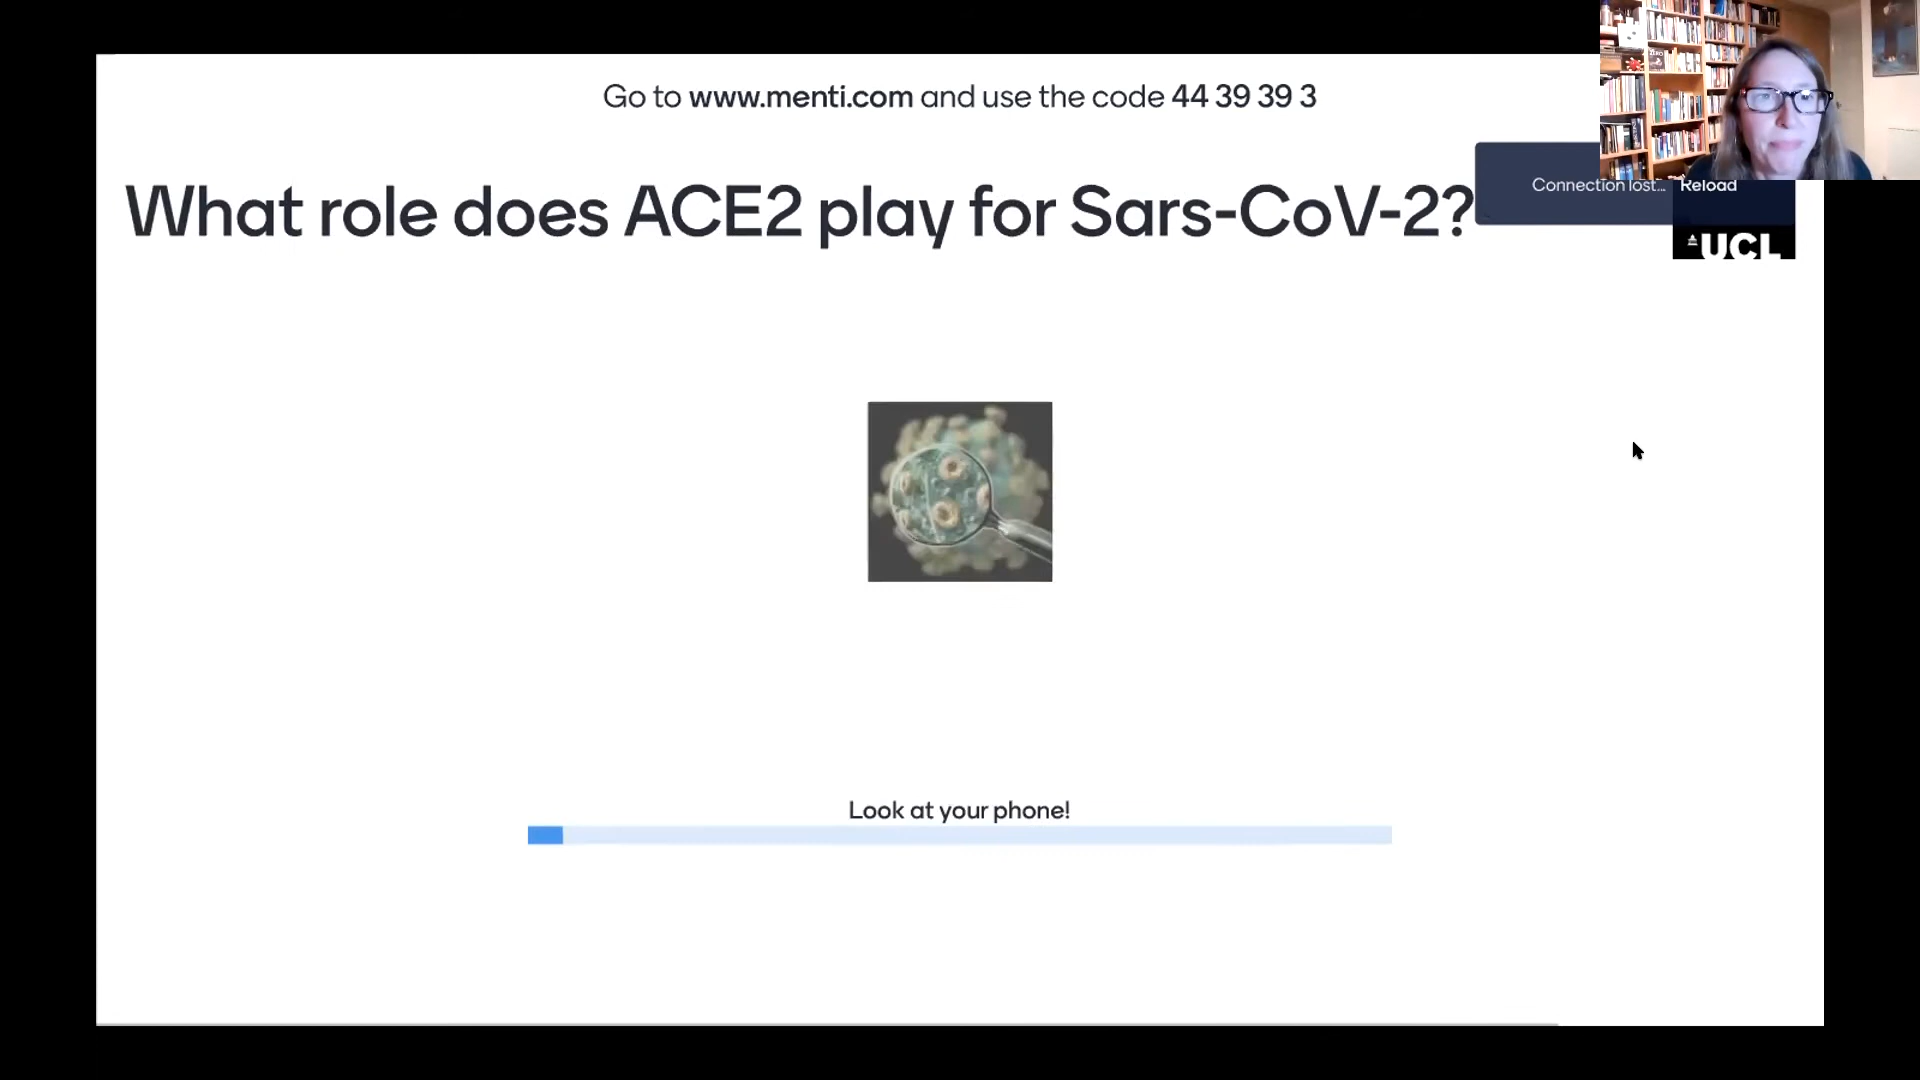 Go to www.menti.com and use the code 44 39 39 3
What role does ACE2 play for Sars-CoV-2?
Connection lost... Reload
UCL
Look at your phone!